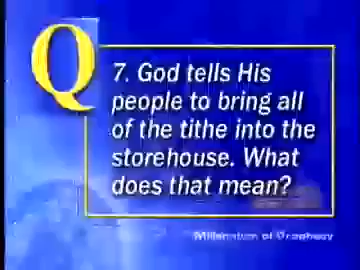 Q
7. God tells His
people to bring all
of the tithe into the
storehouse. What
does that mean?
Millennium of Prophecy